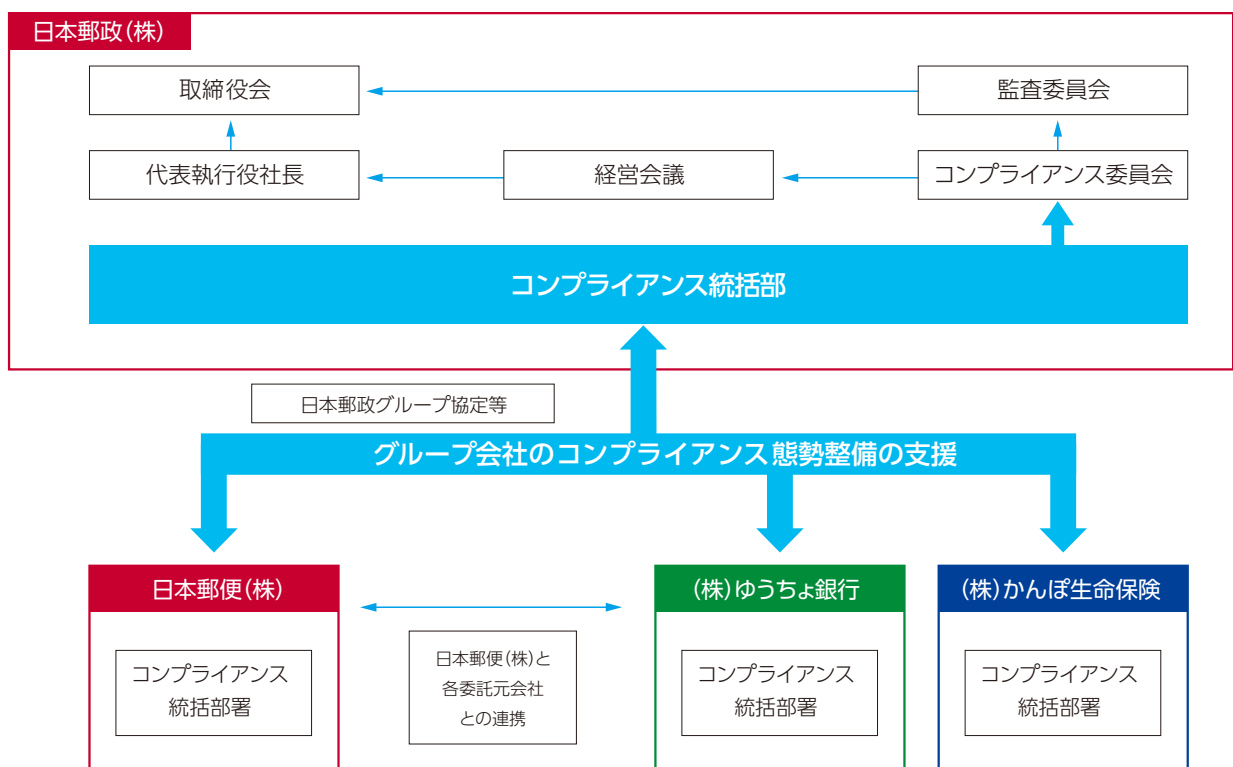 日本郵政(株)
取締役会
監査委員会
代表執行役社長
経営会議
コンプライアンス委員会
コンプライアンス統括部
日本郵政グループ協定等
グループ会社のコンプライアンス態勢整備の支援
日本郵便(株)
(株)ゆうちょ銀行
(株)かんぽ生命保険
コンプライアンス
統括部署
日本郵便(株)と
各委託元会社
との連携
コンプライアンス
統括部署
コンプライアンス
統括部署